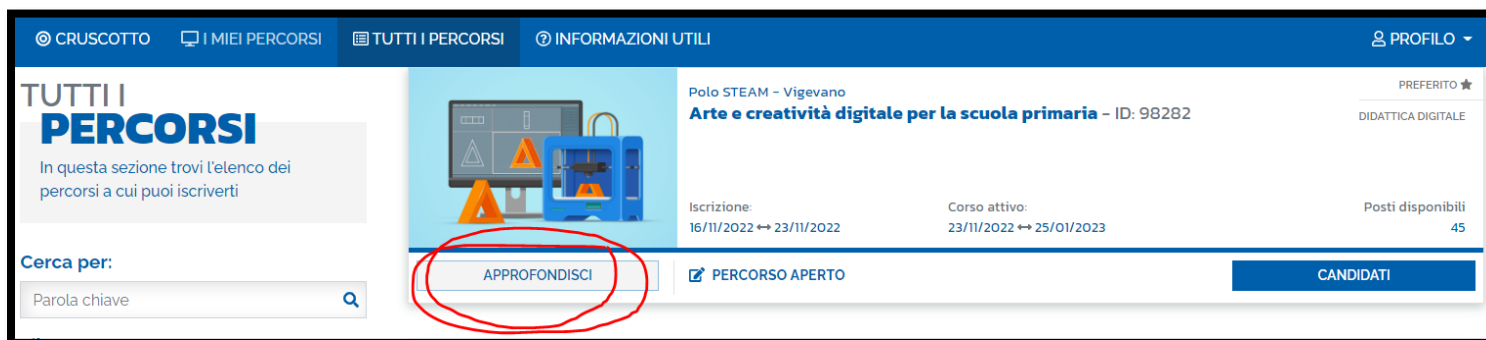 CRUSCOTTO I MIEI PERCORSI TUTTI I PERCORSI INFORMAZIONI UTILI PROFILO
TUTTI I
PERCORSI
In questa sezione trovi l'elenco dei
percorsi a cui puoi iscriverti
Cerca per:
Parola chiave
Polo STEAM - Vigevano
Arte e creatività digitale per la scuola primaria - ID: 98282
PREFERITO
DIDATTICA DIGITALE
Iscrizione:
16/11/2022 ↔ 23/11/2022
Corso attivo:
23/11/2022 ↔ 25/01/2023
Posti disponibili
45
APPROFONDISCI
PERCORSO APERTO
CANDIDATI